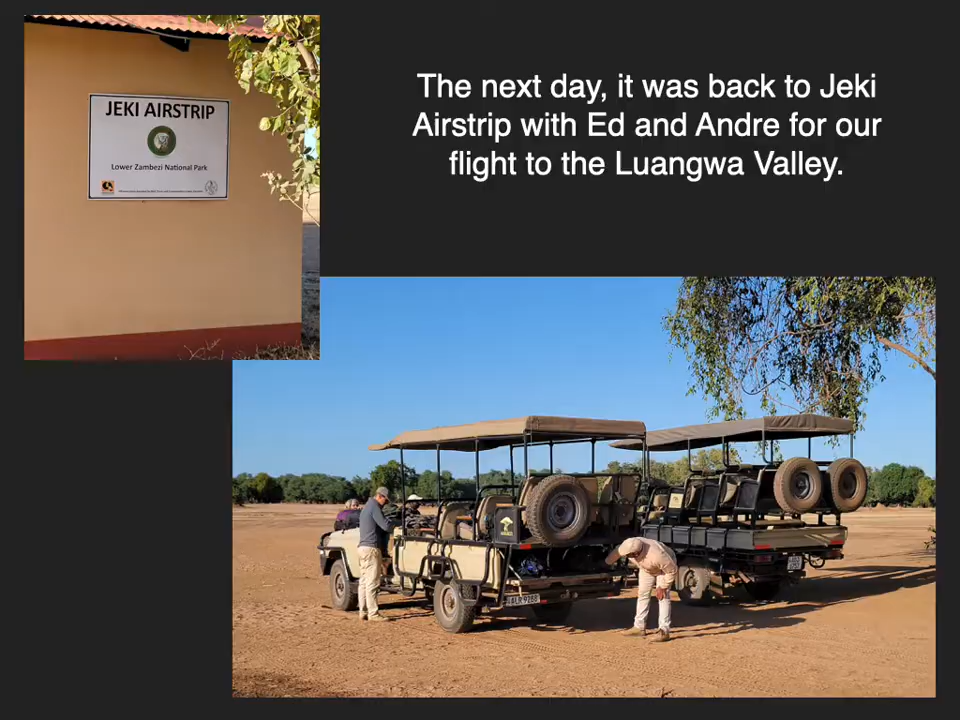 JEKI AIRSTRIP
Lower Zambezi National Park
The next day, it was back to Jeki
Airstrip with Ed and Andre for our
flight to the Luangwa Valley.